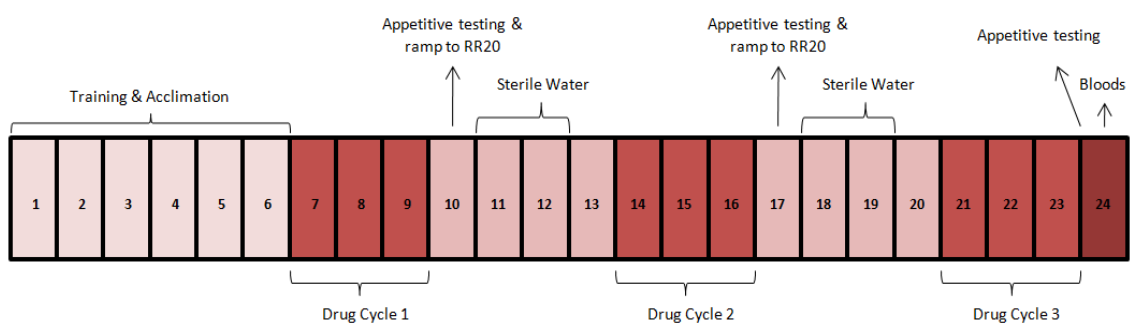 Appetitive testing &
ramp to RR20
Appetitive testing &
ramp to RR20
Appetitive testing
Training & Acclimation
Sterile Water
Sterile Water
Bloods
1 2 3 4 5 6 7 8 9 10 11 12 13 14 15 16 17 18 19 20 21 22 23 24
Drug Cycle 1
Drug Cycle 2
Drug Cycle 3